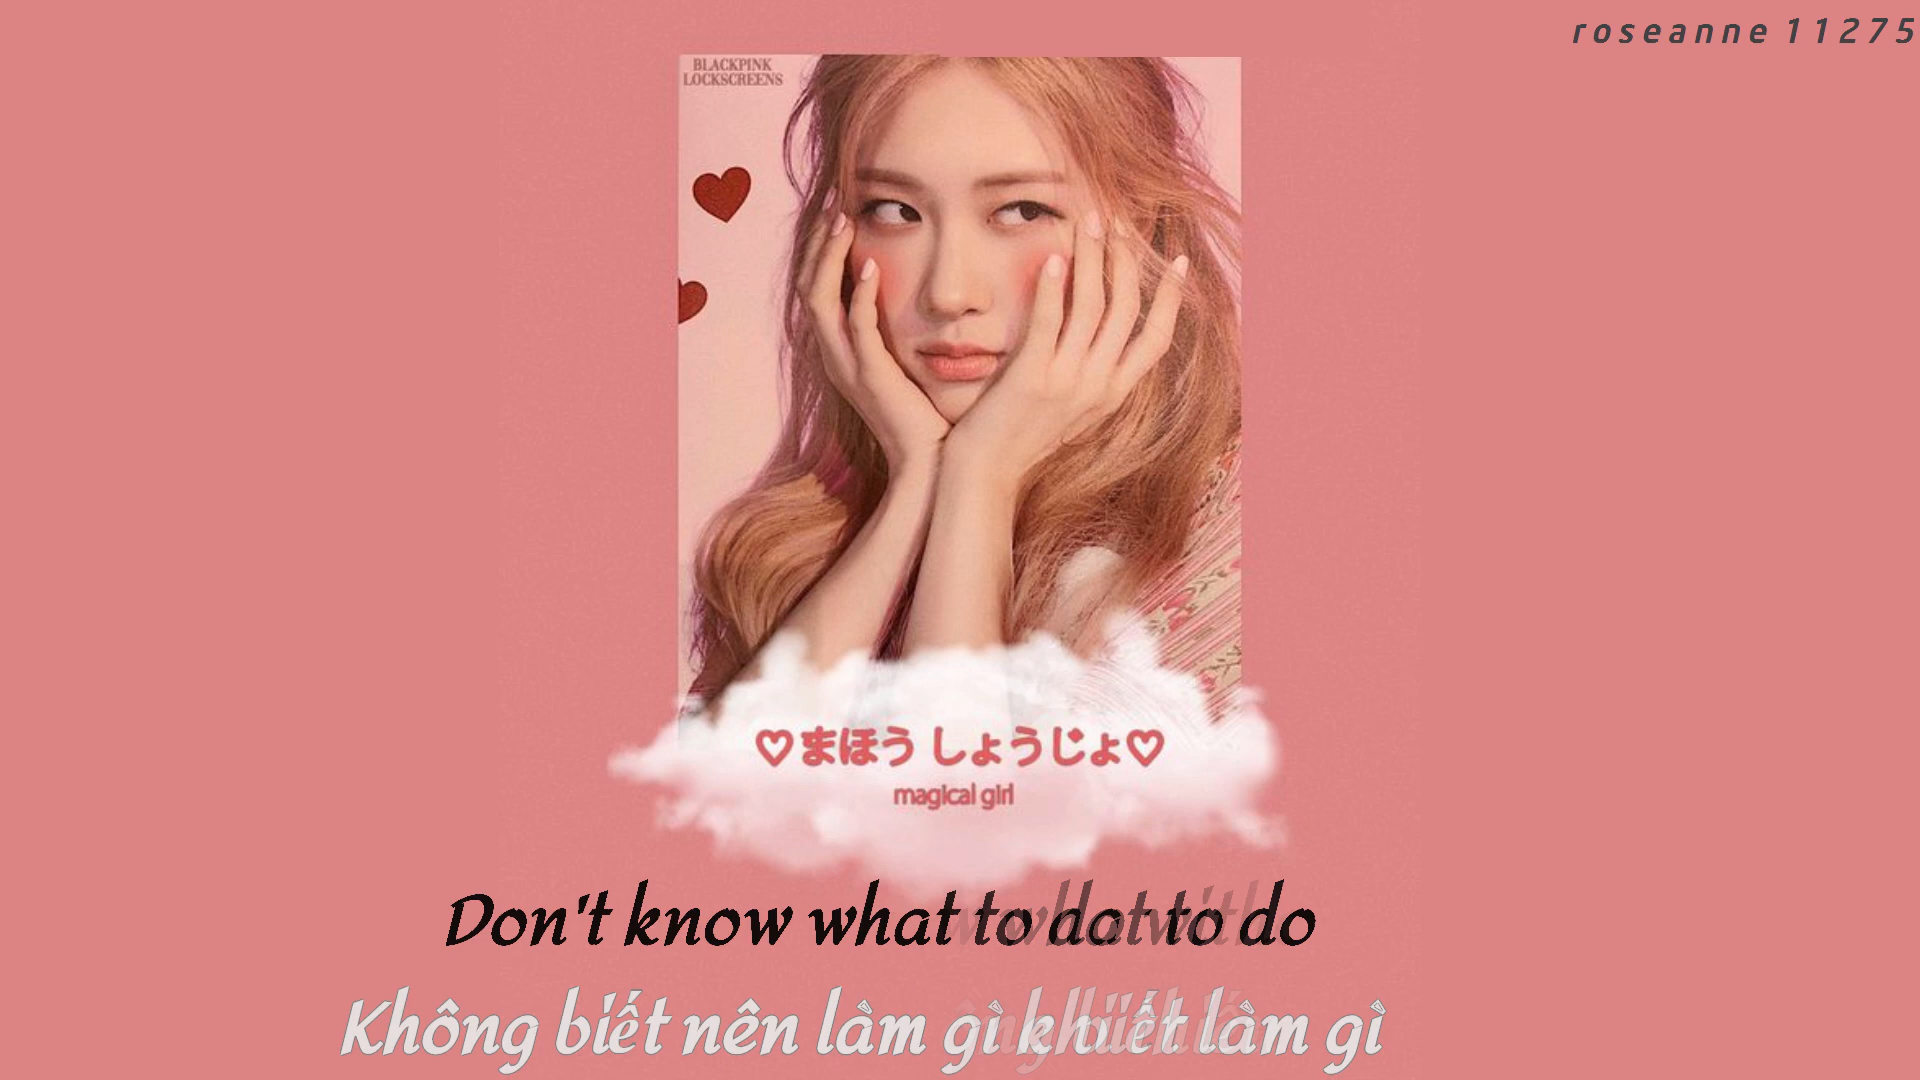 roseanne 11275
BLACKPINK
LOCKSCREENS
♡まほう しょうじょ♡
magical girl
Don't know what to do
Không biết nên làm gì